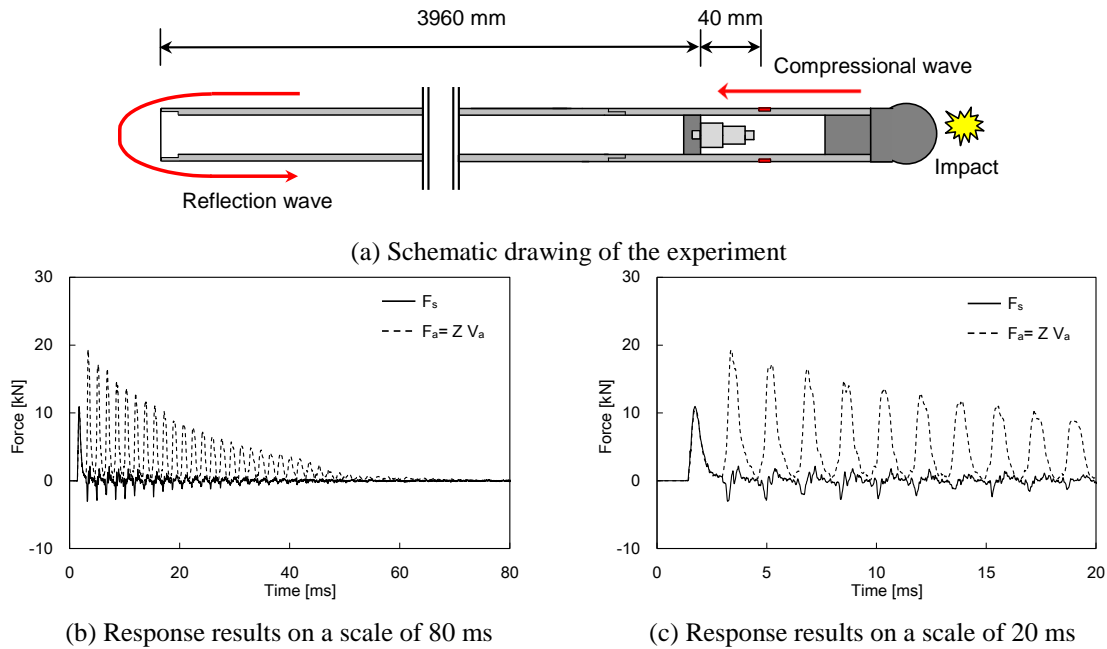 3960 mm
40 mm
Compressional wave
Reflection wave
Impact
(a) Schematic drawing of the experiment
30
20
10
0
-10
Force [kN]
Fs
Fa= Z Va
0
20
40
60
80
Time [ms]
(b) Response results on a scale of 80 ms
30
20
10
0
-10
Force [kN]
Fs
Fa= Z Va
0
5
10
15
20
Time [ms]
(c) Response results on a scale of 20 ms